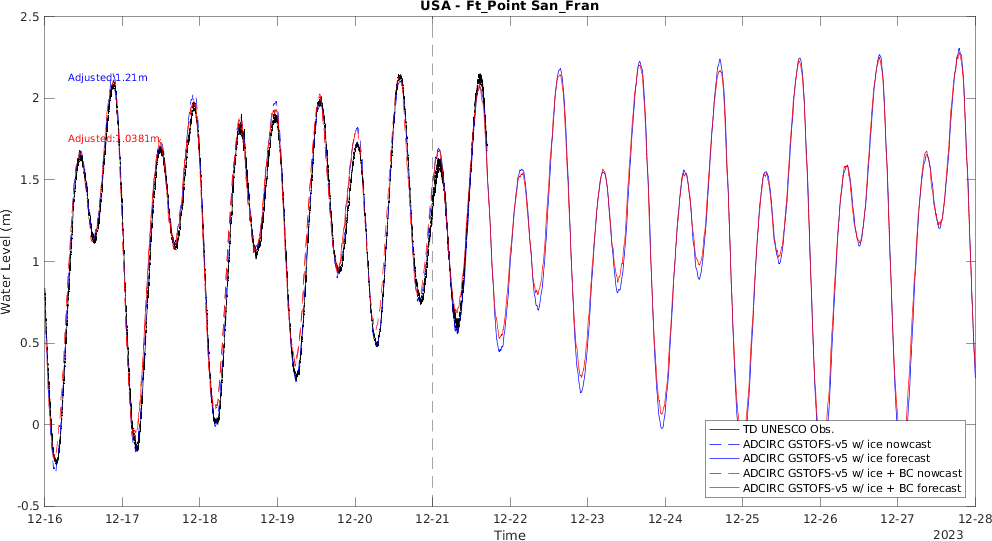 USA - Ft_Point San_Fran
2.5
2
1.5
1
0.5
0
-0.5
Water Level (m)
Adjusted:1.21m
Adjusted:1.0381m
TD UNESCO Obs.
ADCIRC GSTOFS-v5 w/ ice nowcast
ADCIRC GSTOFS-v5 w/ ice forecast
ADCIRC GSTOFS-v5 w/ ice + BC nowcast
ADCIRC GSTOFS-v5 w/ ice + BC forecast
12-16 12-17 12-18 12-19 12-20 12-21 12-22 12-23 12-24 12-25 12-26 12-27 12-28
Time
2023